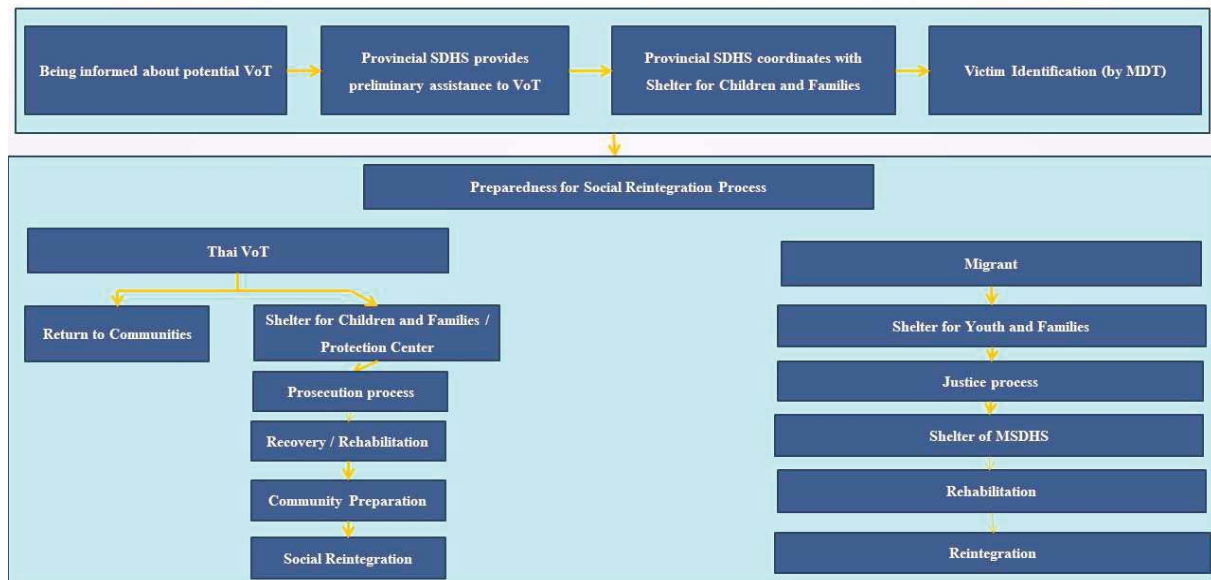 Being informed about potential VoT
Provincial SDHS provides
preliminary assistance to VoT
Provincial SDHS coordinates with
Shelter for Children and Families
Victim Identification (by MDT)
Preparedness for Social Reintegration Process
Thai VoT
Return to Communities
Shelter for Children and Families /
Protection Center
Prosecution process
Recovery / Rehabilitation
Community Preparation
Social Reintegration
Migrant
Shelter for Youth and Families
Justice process
Shelter of MSDHS
Rehabilitation
Reintegration